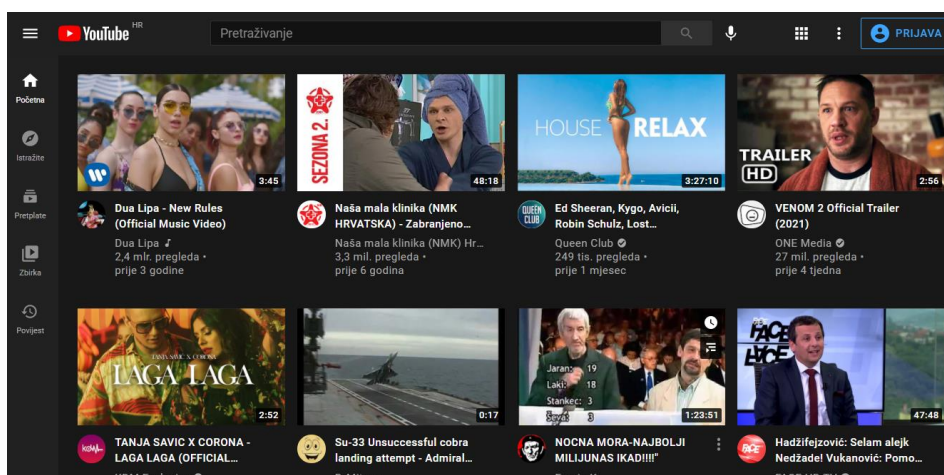 YouTube HR
Pretraživanje
PRIJAVA
Početna
Istražite
Pretplate
Zbirka
Povijest
3:45
SEZONA 2.
48:18
HOUSE RELAX
3:27:10
TRAILER
(HD)
2:56
Dua Lipa - New Rules
(Official Music Video)
Dua Lipa
2,4 mlr. pregleda •
prije 3 godine
Naša mala klinika (NMK
HRVATSKA) - Zabranjeno...
Naša mala klinika (NMK) Hr...
3,3 mil. pregleda •
prije 6 godina
QUEEN
CLUB
Ed Sheeran, Kygo, Avicii,
Robin Schulz, Lost...
Queen Club
249 tis. pregleda •
prije 1 mjesec
VENOM 2 Official Trailer
(2021)
ONE Media
27 mil. pregleda •
prije 4 tjedna
TANJA SAVIC X CORONA
LAGA LAGA
2:52
0:17
Jaran: 19
Laki: 18
Stankec: 3
Ševa: 3
1:23:51
FACE
47:48
TANJA SAVIC X CORONA -
LAGA LAGA (OFFICIAL...
Su-33 Unsuccessful cobra
landing attempt - Admiral...
NOCNA MORA-NAJBOLJI
MILIJUNAS IKAD!!!!"
FACE
Hadžifejzović: Selam alejk
Nedžade! Vukanović: Pomo...